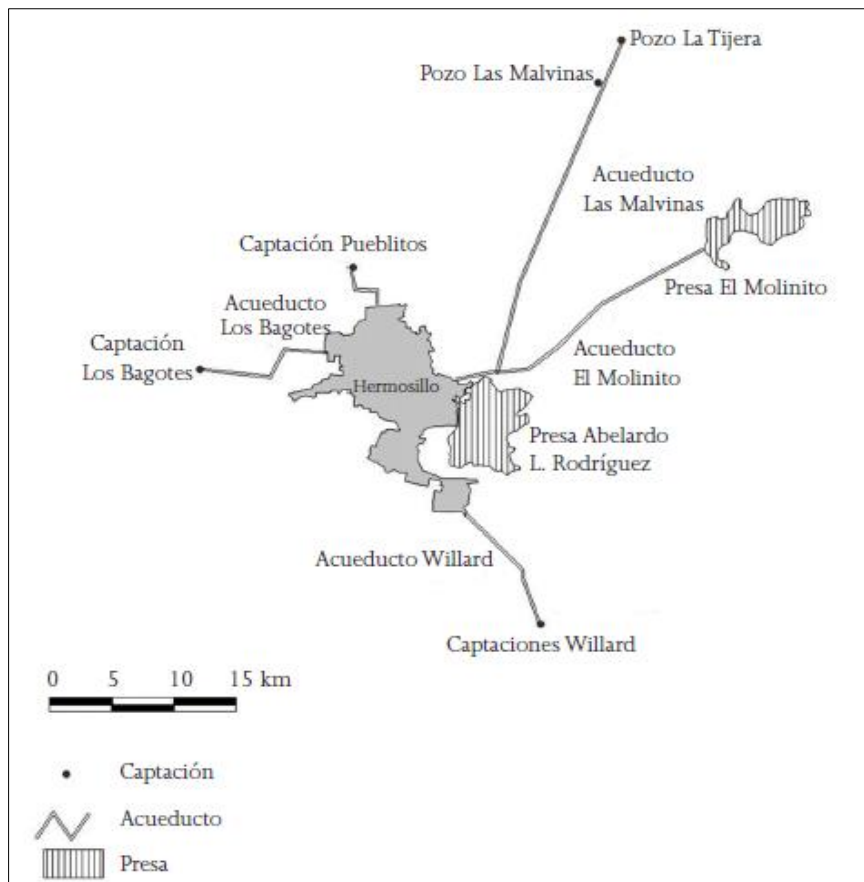 Pozo La Tijera
Pozo Las Malvinas
Acueducto
Las Malvinas
Captación Pueblitos
Acueducto
Los Bagotes
Presa El Molinito
Captación
Los Bagotes
Acueducto
El Molinito
Hermosillo
Presa Abelardo
L. Rodríguez
Acueducto Willard
Captaciones Willard
0 5 10 15 km
Captación
Acueducto
Presa